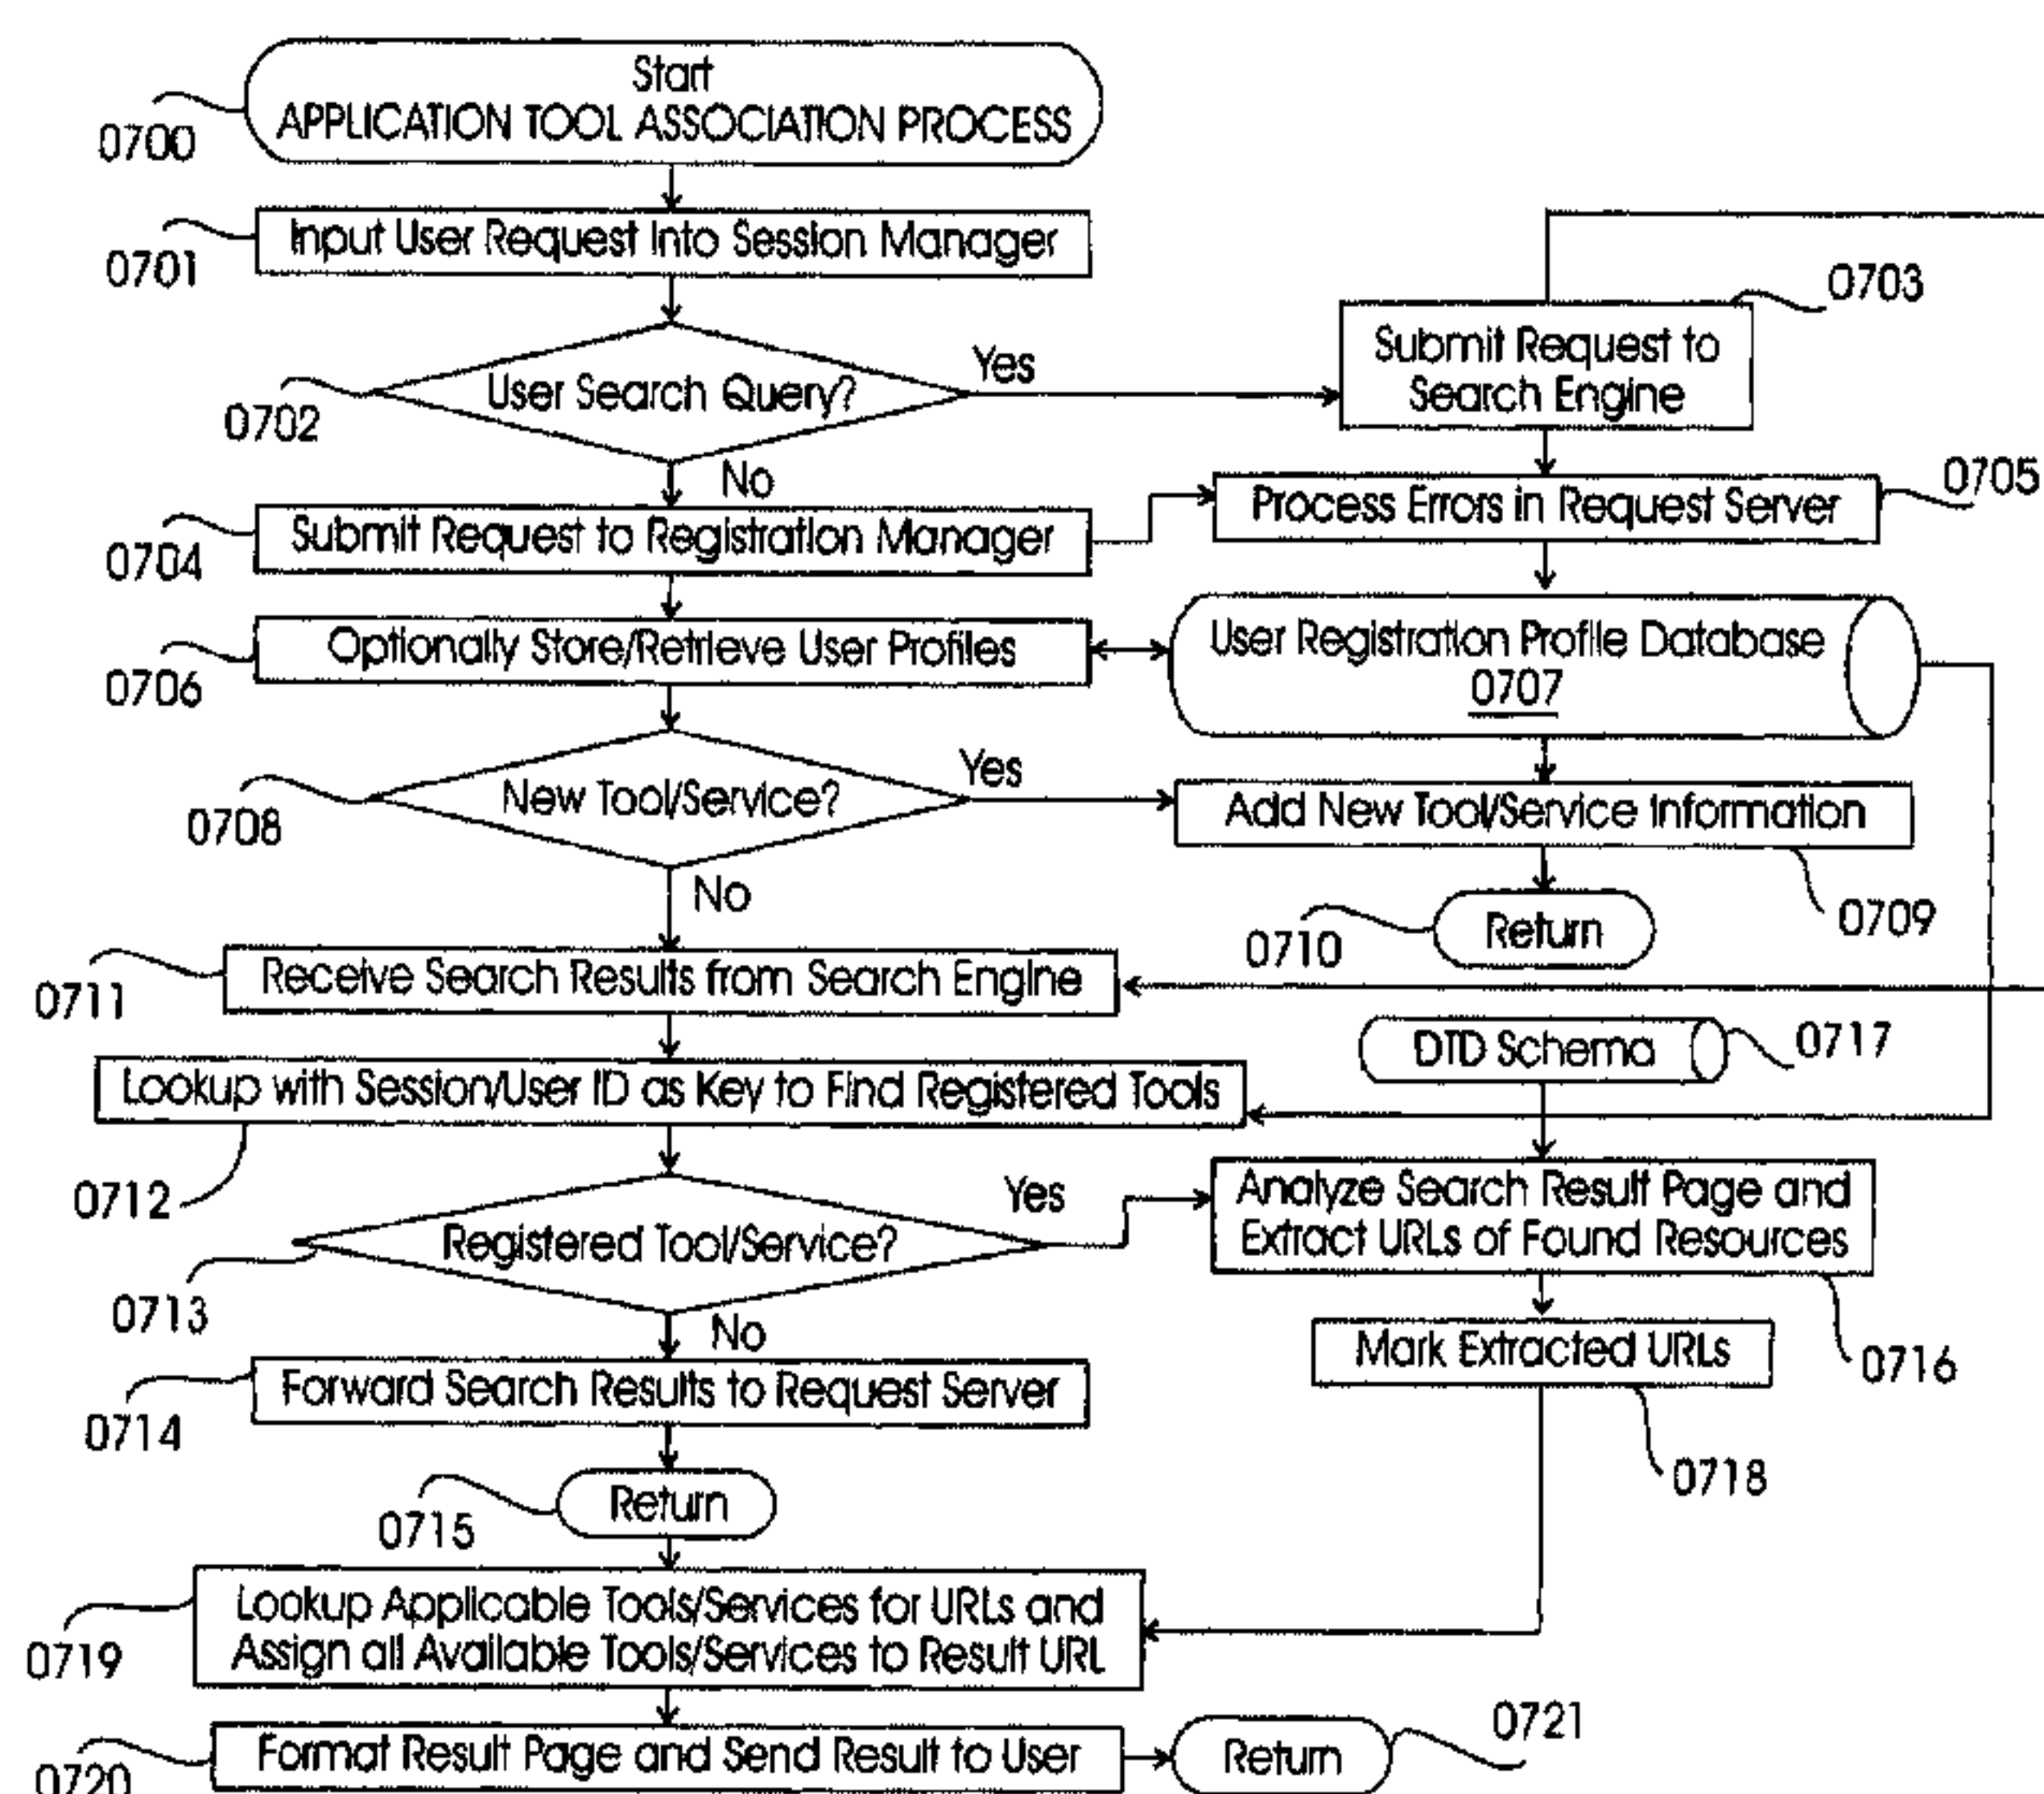 Start
APPLICATION TOOL ASSOCIATION PROCESS
0700
Input User Request Into Session Manager
0701
User Search Query?
Yes
0702
No
0703
Submit Request to
Search Engine
Submit Request to Registration Manager
0704
Process Errors in Request Server
0705
Optionally Store/Retrieve User Profiles
0706
User Registration Profile Database
0707
New Tool/Service?
Yes
0708
No
Add New Tool/Service Information
0709
0710
Return
Receive Search Results from Search Engine
0711
DTD Schema
0717
Lookup with Session/User ID as Key to Find Registered Tools
0712
Registered Tool/Service?
Yes
0713
No
Analyze Search Result Page and
Extract URLs of Found Resources
0716
Mark Extracted URLs
0718
Forward Search Results to Request Server
0714
Return
0715
Lookup Applicable Tools/Services for URLs and
Assign all Available Tools/Services to Result URL
0719
Format Result Page and Send Result to User
0720
Return
0721